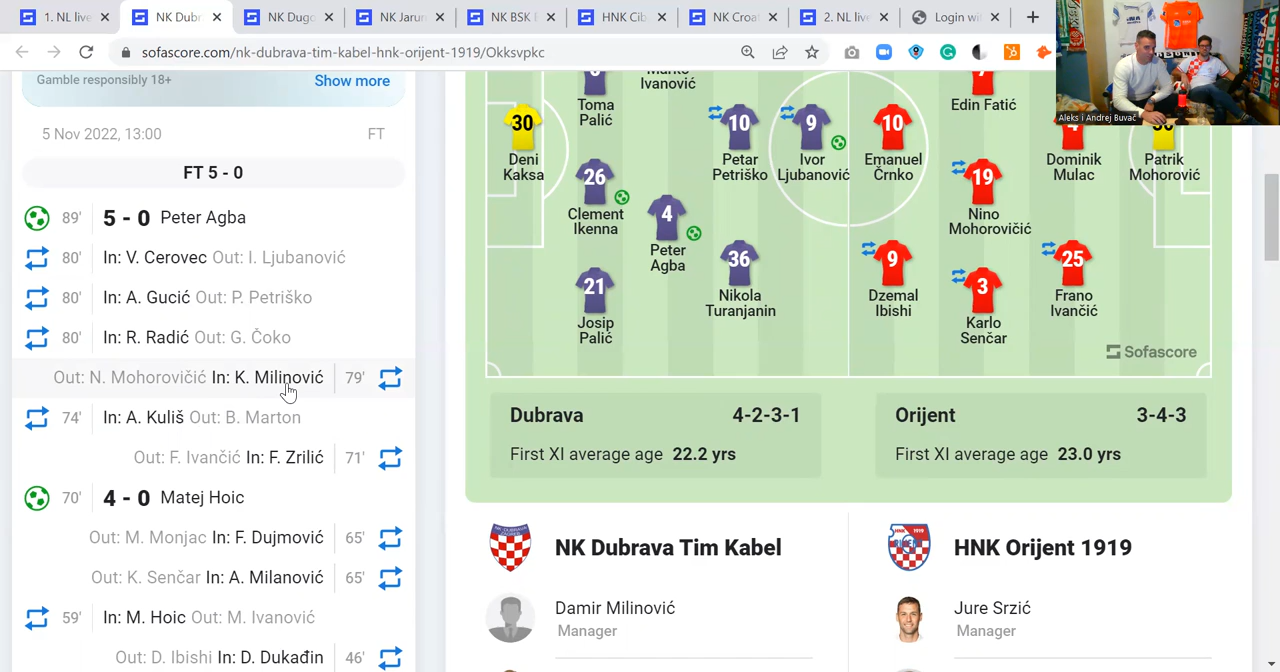 1. NL live
NK Dubr
NK Dugo
NK Jarun
NK BSK B
HNK Cib
NK Croat
2. NL live
Login wi
sofascore.com/nk-dubrava-tim-kabel-hnk-orijent-1919/Okksvpkc
Aleks i Andrej Buvač
Gamble responsibly 18+ Show more
5 Nov 2022, 13:00 FT
FT 5 - 0
89' 5 - 0 Peter Agba
80' In: V. Cerovec Out: I. Ljubanović
80' In: A. Gucić Out: P. Petriško
80' In: R. Radić Out: G. Čoko
Out: N. Mohorovičić In: K. Milinović 79'
74' In: A. Kuliš Out: B. Marton
Out: F. Ivančić In: F. Zrilić 71'
70' 4 - 0 Matej Hoic
Out: M. Monjac In: F. Dujmović 65'
Out: K. Senčar In: A. Milanović 65'
59' In: M. Hoic Out: M. Ivanović
Out: D. Ibishi In: D. Dukađin 46'
Toma
Palić
Marko
Ivanović
7
Edin Fatić
30
Deni
Kaksa
10
Petar
Petriško
9
Ivor
Ljubanović
10
Emanuel
Črnko
4
Dominik
Mulac
Patrik
Mohorović
26
Clement
Ikenna
19
Nino
Mohorovičić
4
Peter
Agba
36
Nikola
Turanjanin
9
Dzemal
Ibishi
25
Frano
Ivančić
21
Josip
Palić
3
Karlo
Senčar
Sofascore
Dubrava 4-2-3-1
First XI average age 22.2 yrs
Orijent 3-4-3
First XI average age 23.0 yrs
NK Dubrava Tim Kabel
Damir Milinović
Manager
HNK Orijent 1919
Jure Srzić
Manager